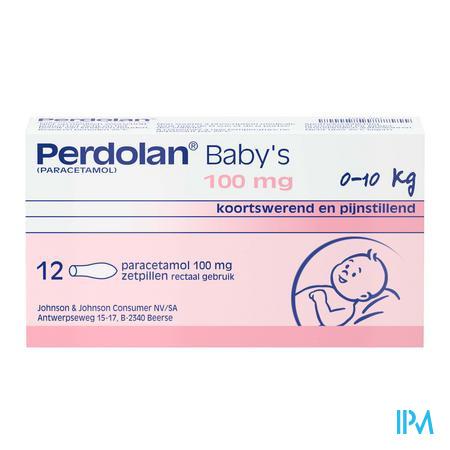 Perdolan® Baby's
(PARACETAMOL)
100 mg
0-10 Kg
koortswerend en pijnstillend
12 paracetamol 100 mg
zetpillen rectaal gebruik
Johnson & Johnson Consumer NV/SA
Antwerpseweg 15-17, B-2340 Beerse
IPM